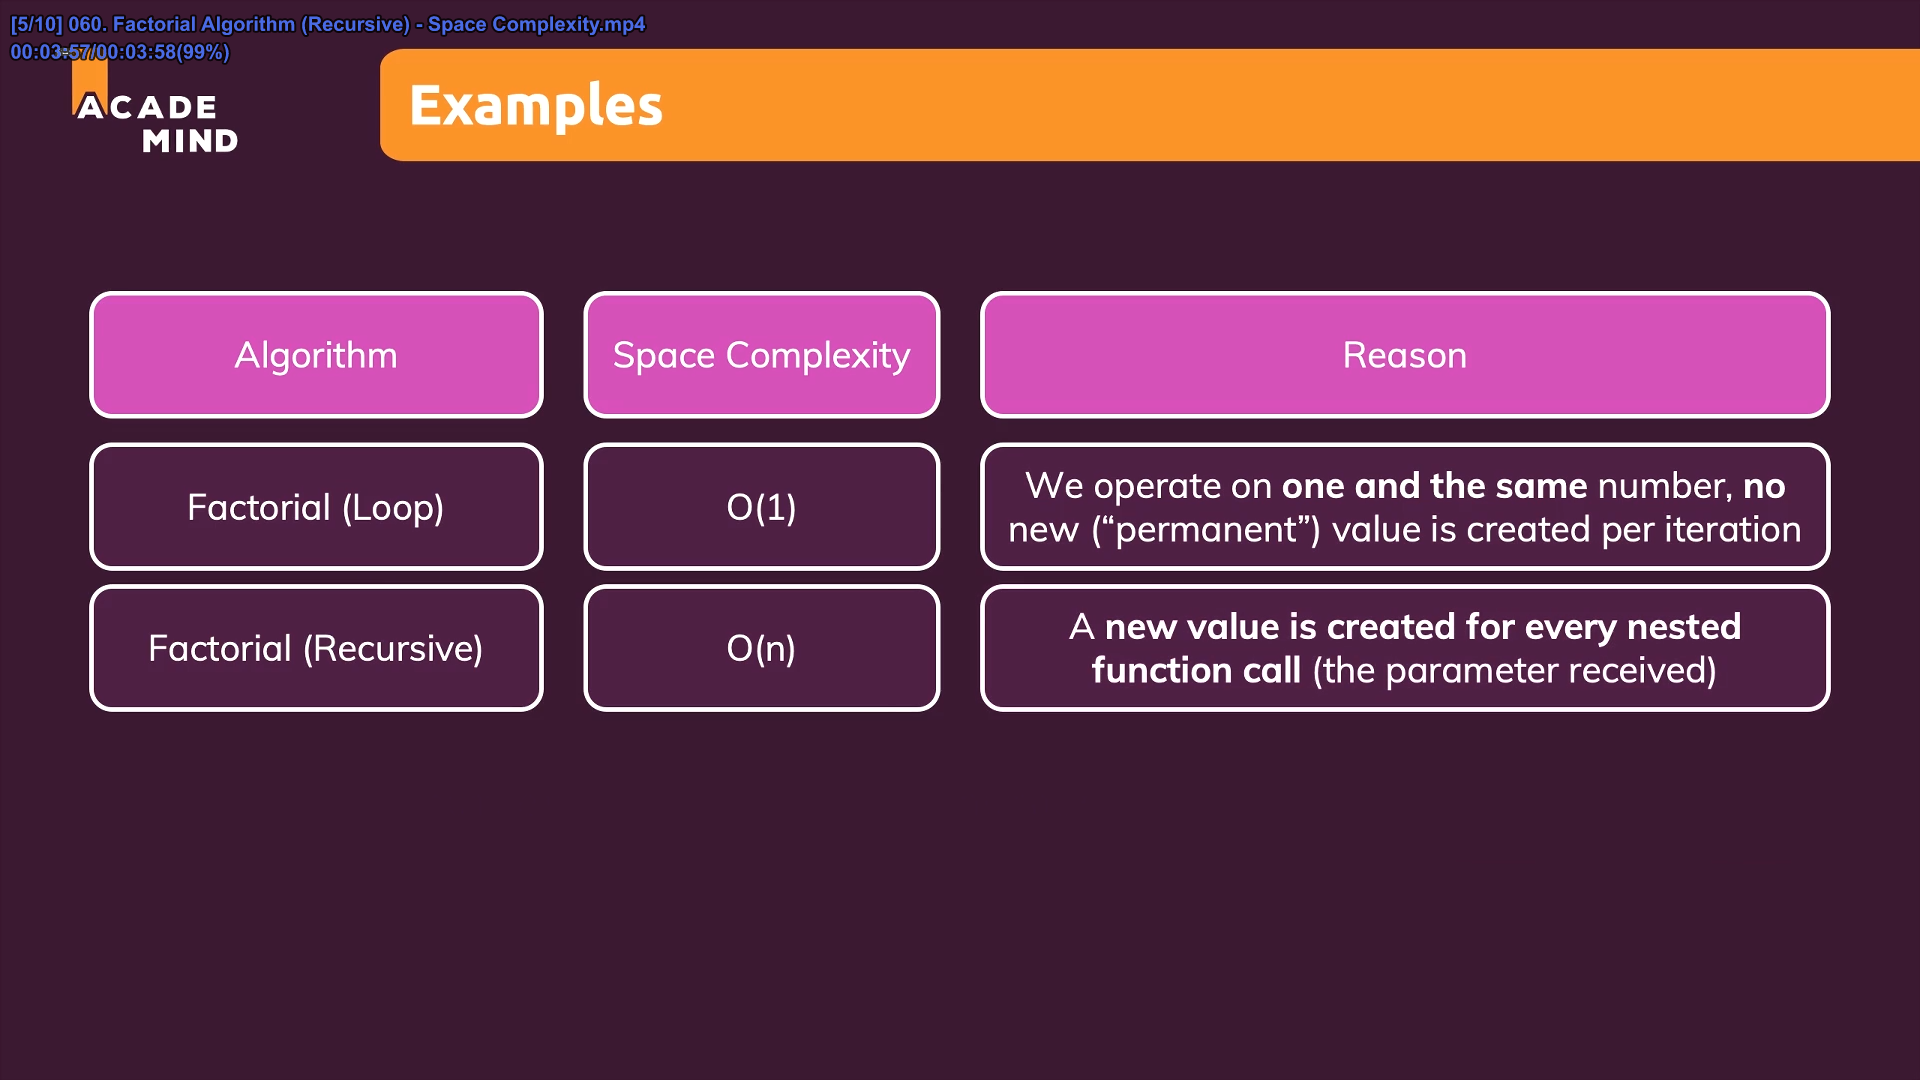 [5/10] 060. Factorial Algorithm (Recursive) - Space Complexity.mp4
00:03:57/00:03:58(99%)
ACADE
MIND
Examples
Algorithm
Space Complexity
Reason
Factorial (Loop)
O(1)
We operate on one and the same number, no
new (“permanent”) value is created per iteration
Factorial (Recursive)
O(n)
A new value is created for every nested
function call (the parameter received)